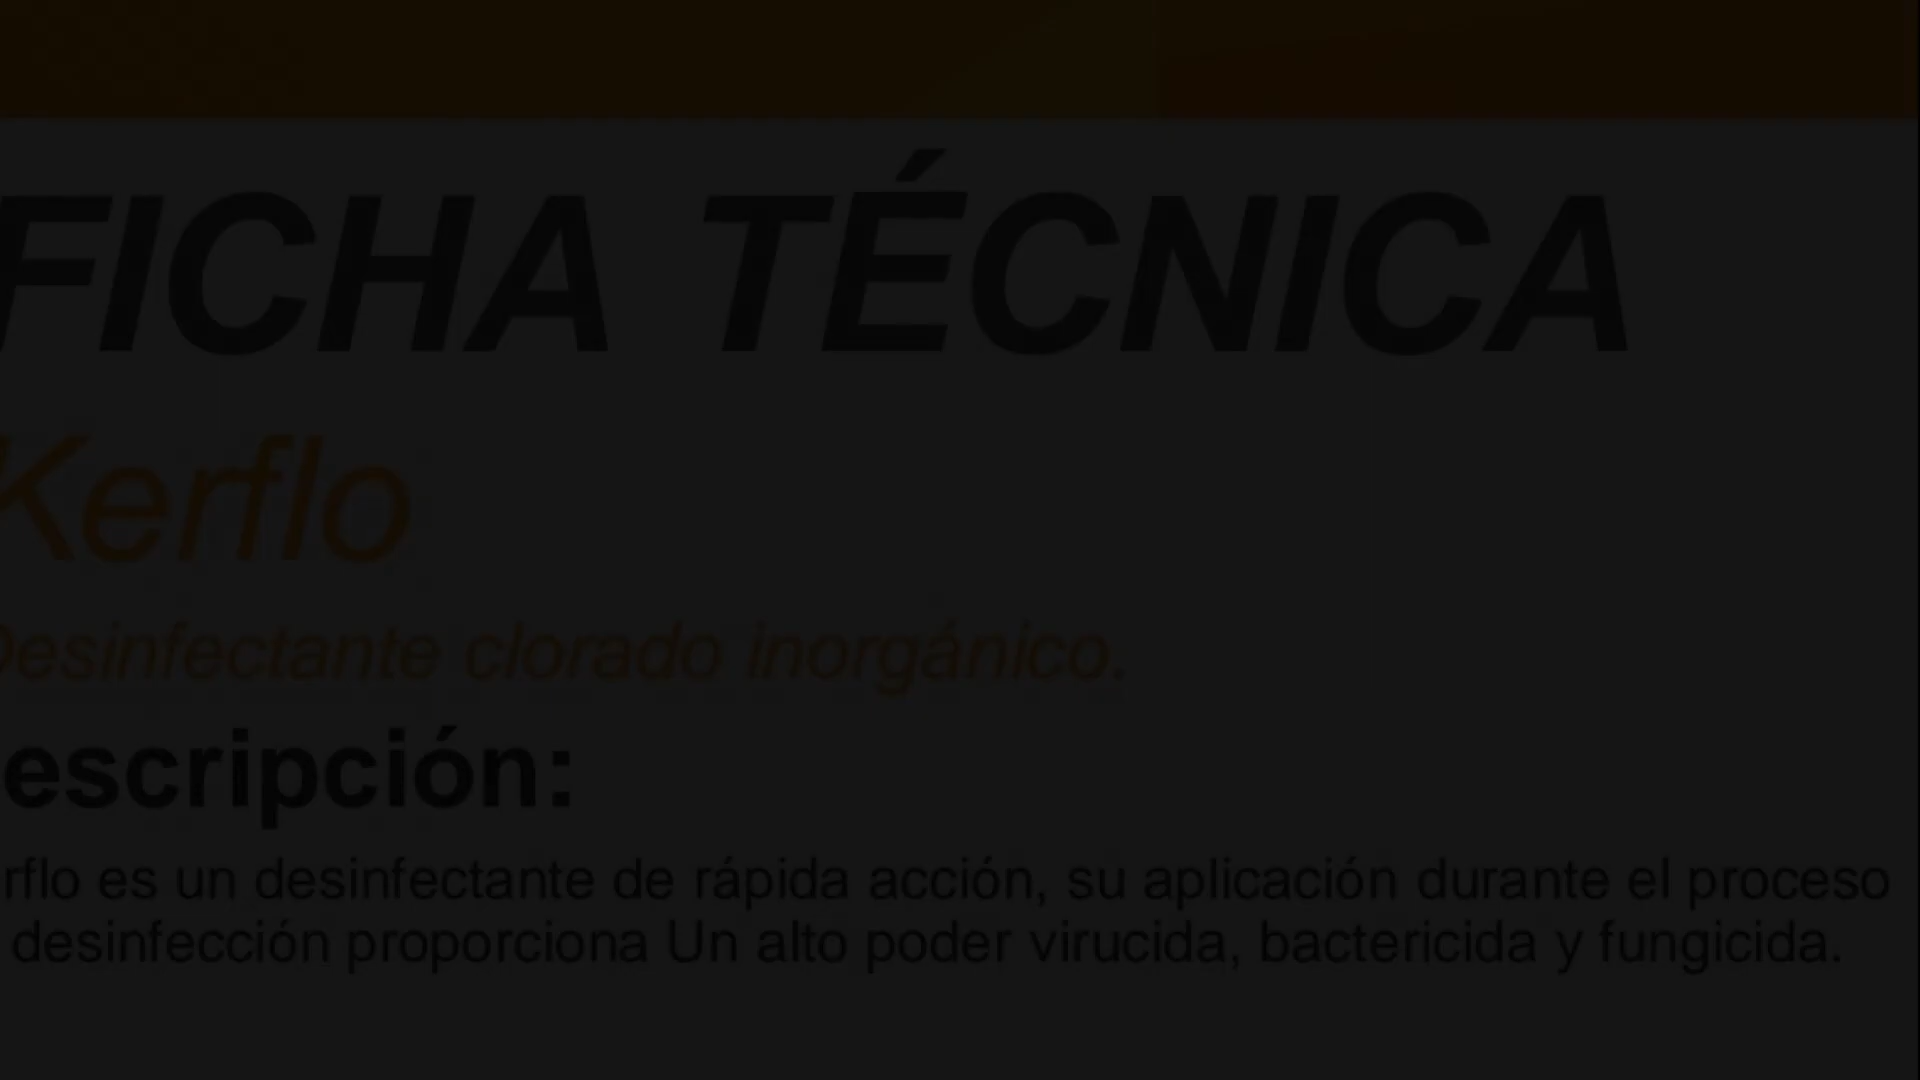 FICHA TÉCNICA
Kerflo
Desinfectante clorado inorgánico.
escripción:
rflo es un desinfectante de rápida acción, su aplicación durante el proceso
desinfección proporciona Un alto poder virucida, bactericida y fungicida.